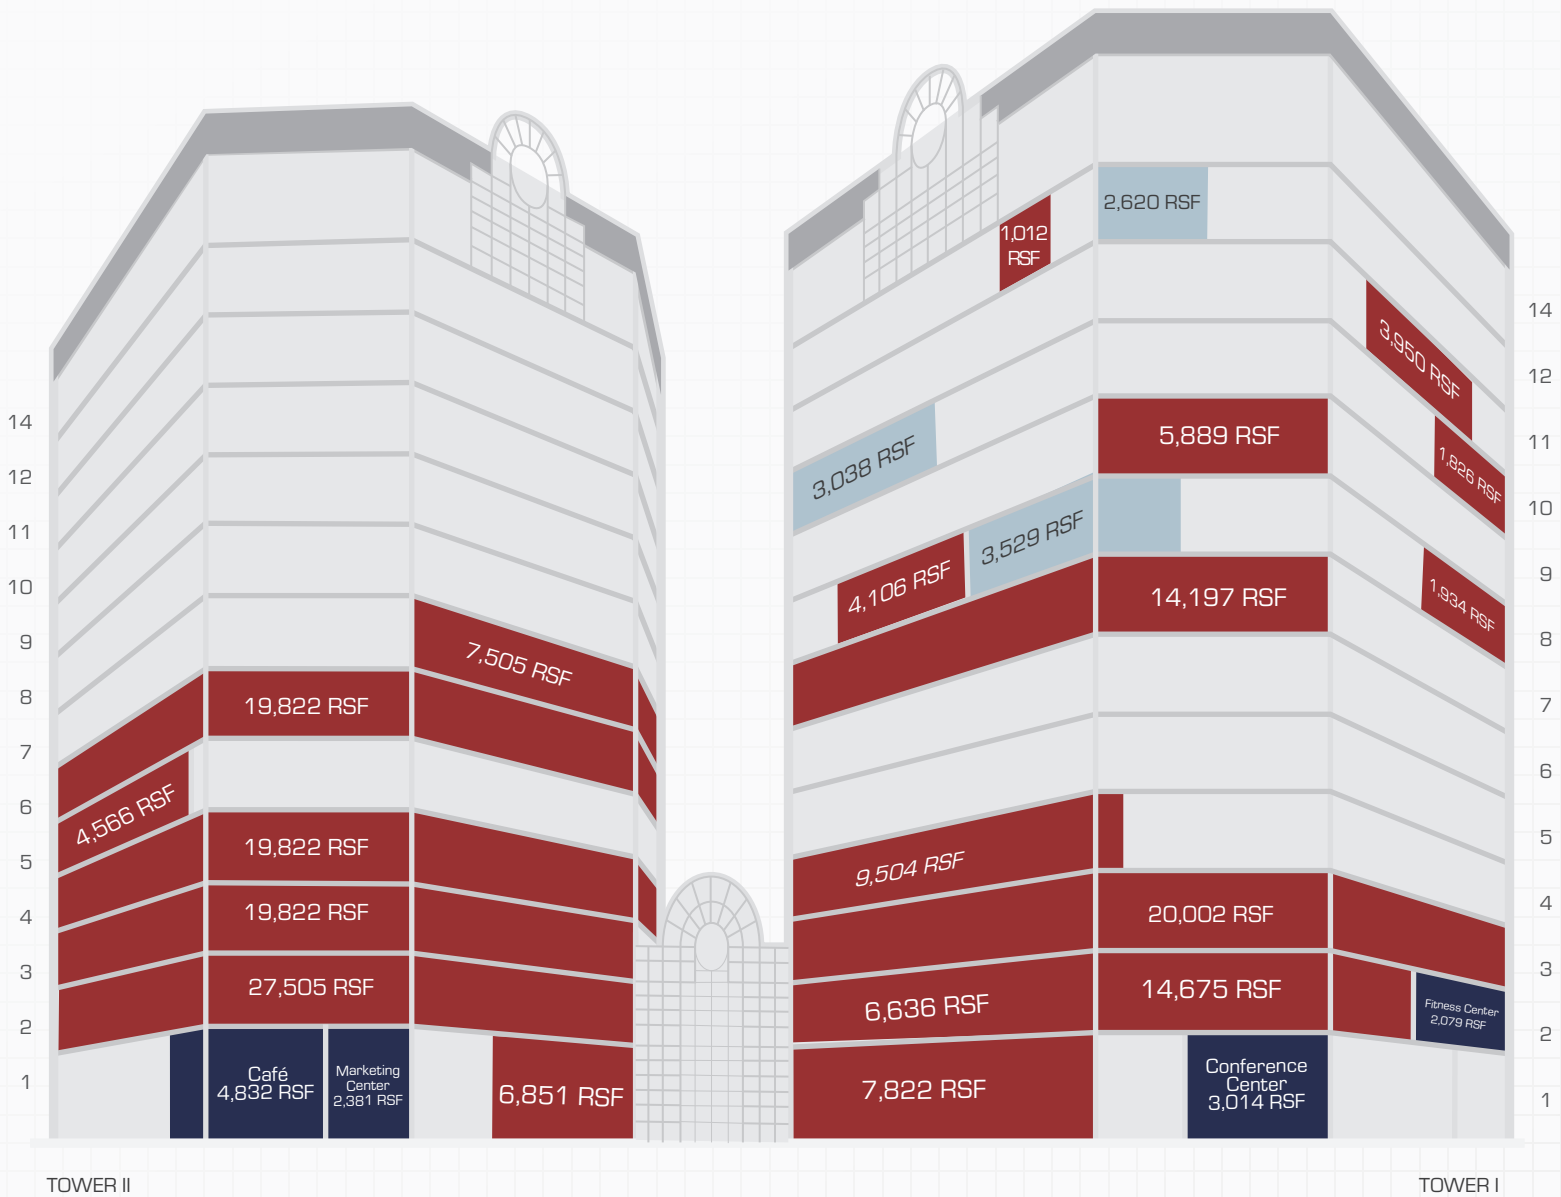 2,620 RSF
1,012
RSF
3,950 RSF
5,889 RSF
3,038 RSF
1,826 RSF
3,529 RSF
4,106 RSF
14,197 RSF
1,934 RSF
7,505 RSF
19,822 RSF
4,566 RSF
19,822 RSF
9,504 RSF
19,822 RSF
20,002 RSF
27,505 RSF
6,636 RSF
14,675 RSF
Fitness Center
2,079 RSF
Café
4,832 RSF
Marketing
Center
2,381 RSF
6,851 RSF
7,822 RSF
Conference
Center
3,014 RSF
14
12
11
10
9
8
7
6
5
4
3
2
1
14
12
11
10
9
8
7
6
5
4
3
2
1
TOWER II
TOWER I